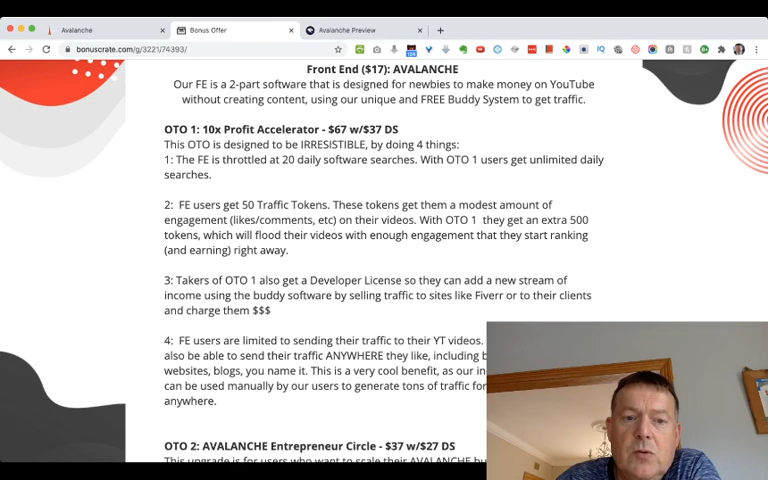 Avalanche
Bonus Offer
Avalanche Preview
bonuscrate.com/g/3221/74393/
Front End ($17): AVALANCHE
Our FE is a 2-part software that is designed for newbies to make money on YouTube
without creating content, using our unique and FREE Buddy System to get traffic.
OTO 1: 10x Profit Accelerator - $67 w/$37 DS
This OTO is designed to be IRRESISTIBLE, by doing 4 things:
1: The FE is throttled at 20 daily software searches. With OTO 1 users get unlimited daily
searches.
2:  FE users get 50 Traffic Tokens. These tokens get them a modest amount of
engagement (likes/comments, etc) on their videos. With OTO 1  they get an extra 500
tokens, which will flood their videos with enough engagement that they start ranking
(and earning) right away.
3: Takers of OTO 1 also get a Developer License so they can add a new stream of
income using the buddy software by selling traffic to sites like Fiverr or to their clients
and charge them $$$
4:  FE users are limited to sending their traffic to their YT videos.
also be able to send their traffic ANYWHERE they like, including
websites, blogs, you name it. This is a very cool benefit, as our
can be used manually by our users to generate tons of traffic for
anywhere.
OTO 2: AVALANCHE Entrepreneur Circle - $37 w/$27 DS
This upgrade is for users who want to scale their AVALANCHE